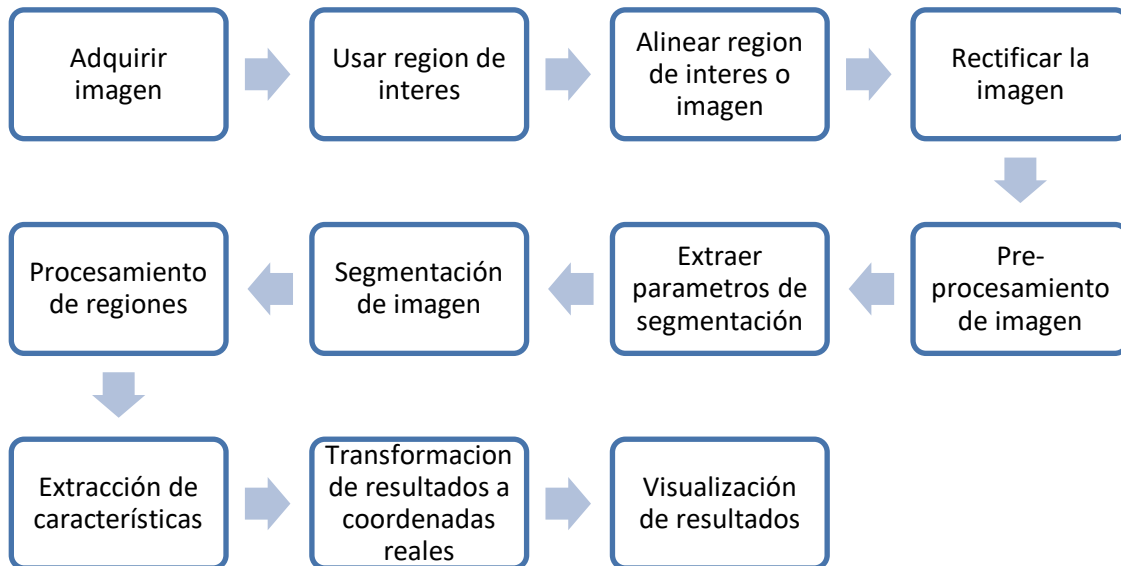 Adquirir
imagen
Usar region de
interes
Alinear region
de interes o
imagen
Rectificar la
imagen
Pre-
procesamiento
de imagen
Extraer
parametros de
segmentación
Segmentación
de imagen
Procesamiento
de regiones
Extracción de
características
Transformacion
de resultados a
coordenadas
reales
Visualización
de resultados